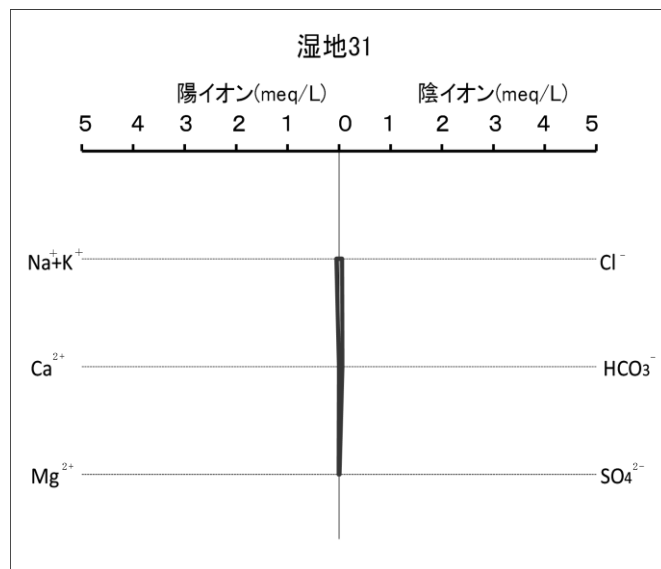 湿地31
陽イオン(meq/L) 陰イオン(meq/L)
5 4 3 2 1 0 1 2 3 4 5
Na⁺+K⁺ Cl⁻
Ca²⁺ HCO₃⁻
Mg²⁺ SO₄²⁻